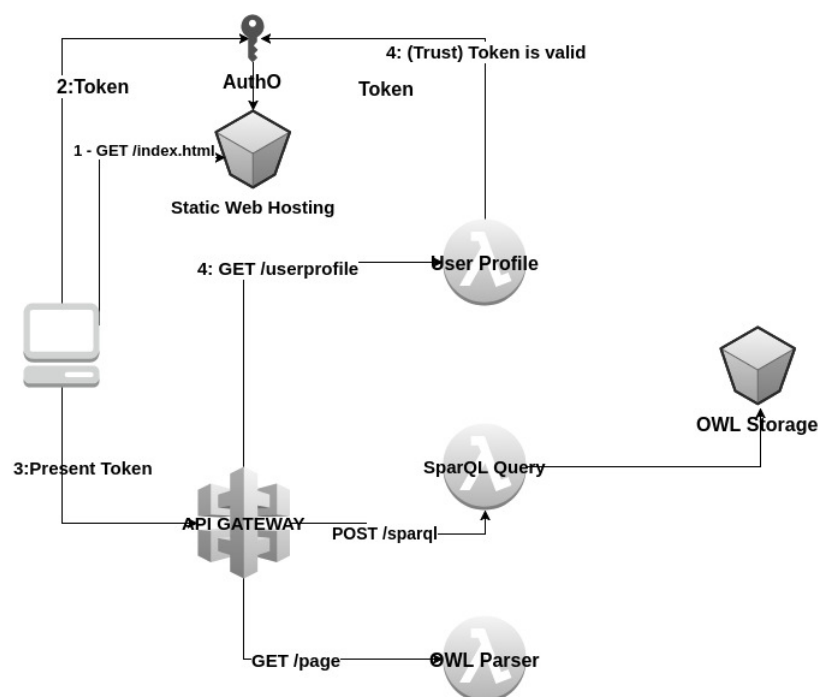 4: (Trust) Token is valid
AuthO
2:Token
Token
1 - GET /index.html
Static Web Hosting
4: GET /userprofile
User Profile
OWL Storage
3:Present Token
SparQL Query
API GATEWAY
POST /sparql
GET /page
OWL Parser